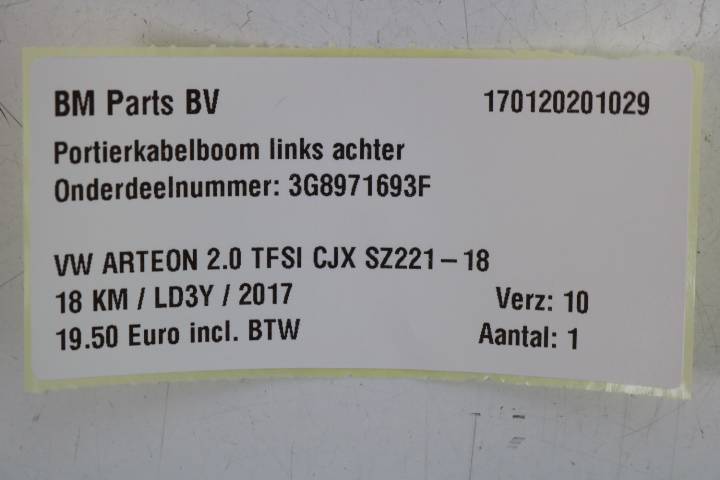 BM Parts BV 170120201029
Portierkabelboom links achter
Onderdeelnummer: 3G8971693F
VW ARTEON 2.0 TFSI CJX SZ221-18
18 KM / LD3Y / 2017 Verz: 10
19.50 Euro incl. BTW Aantal: 1